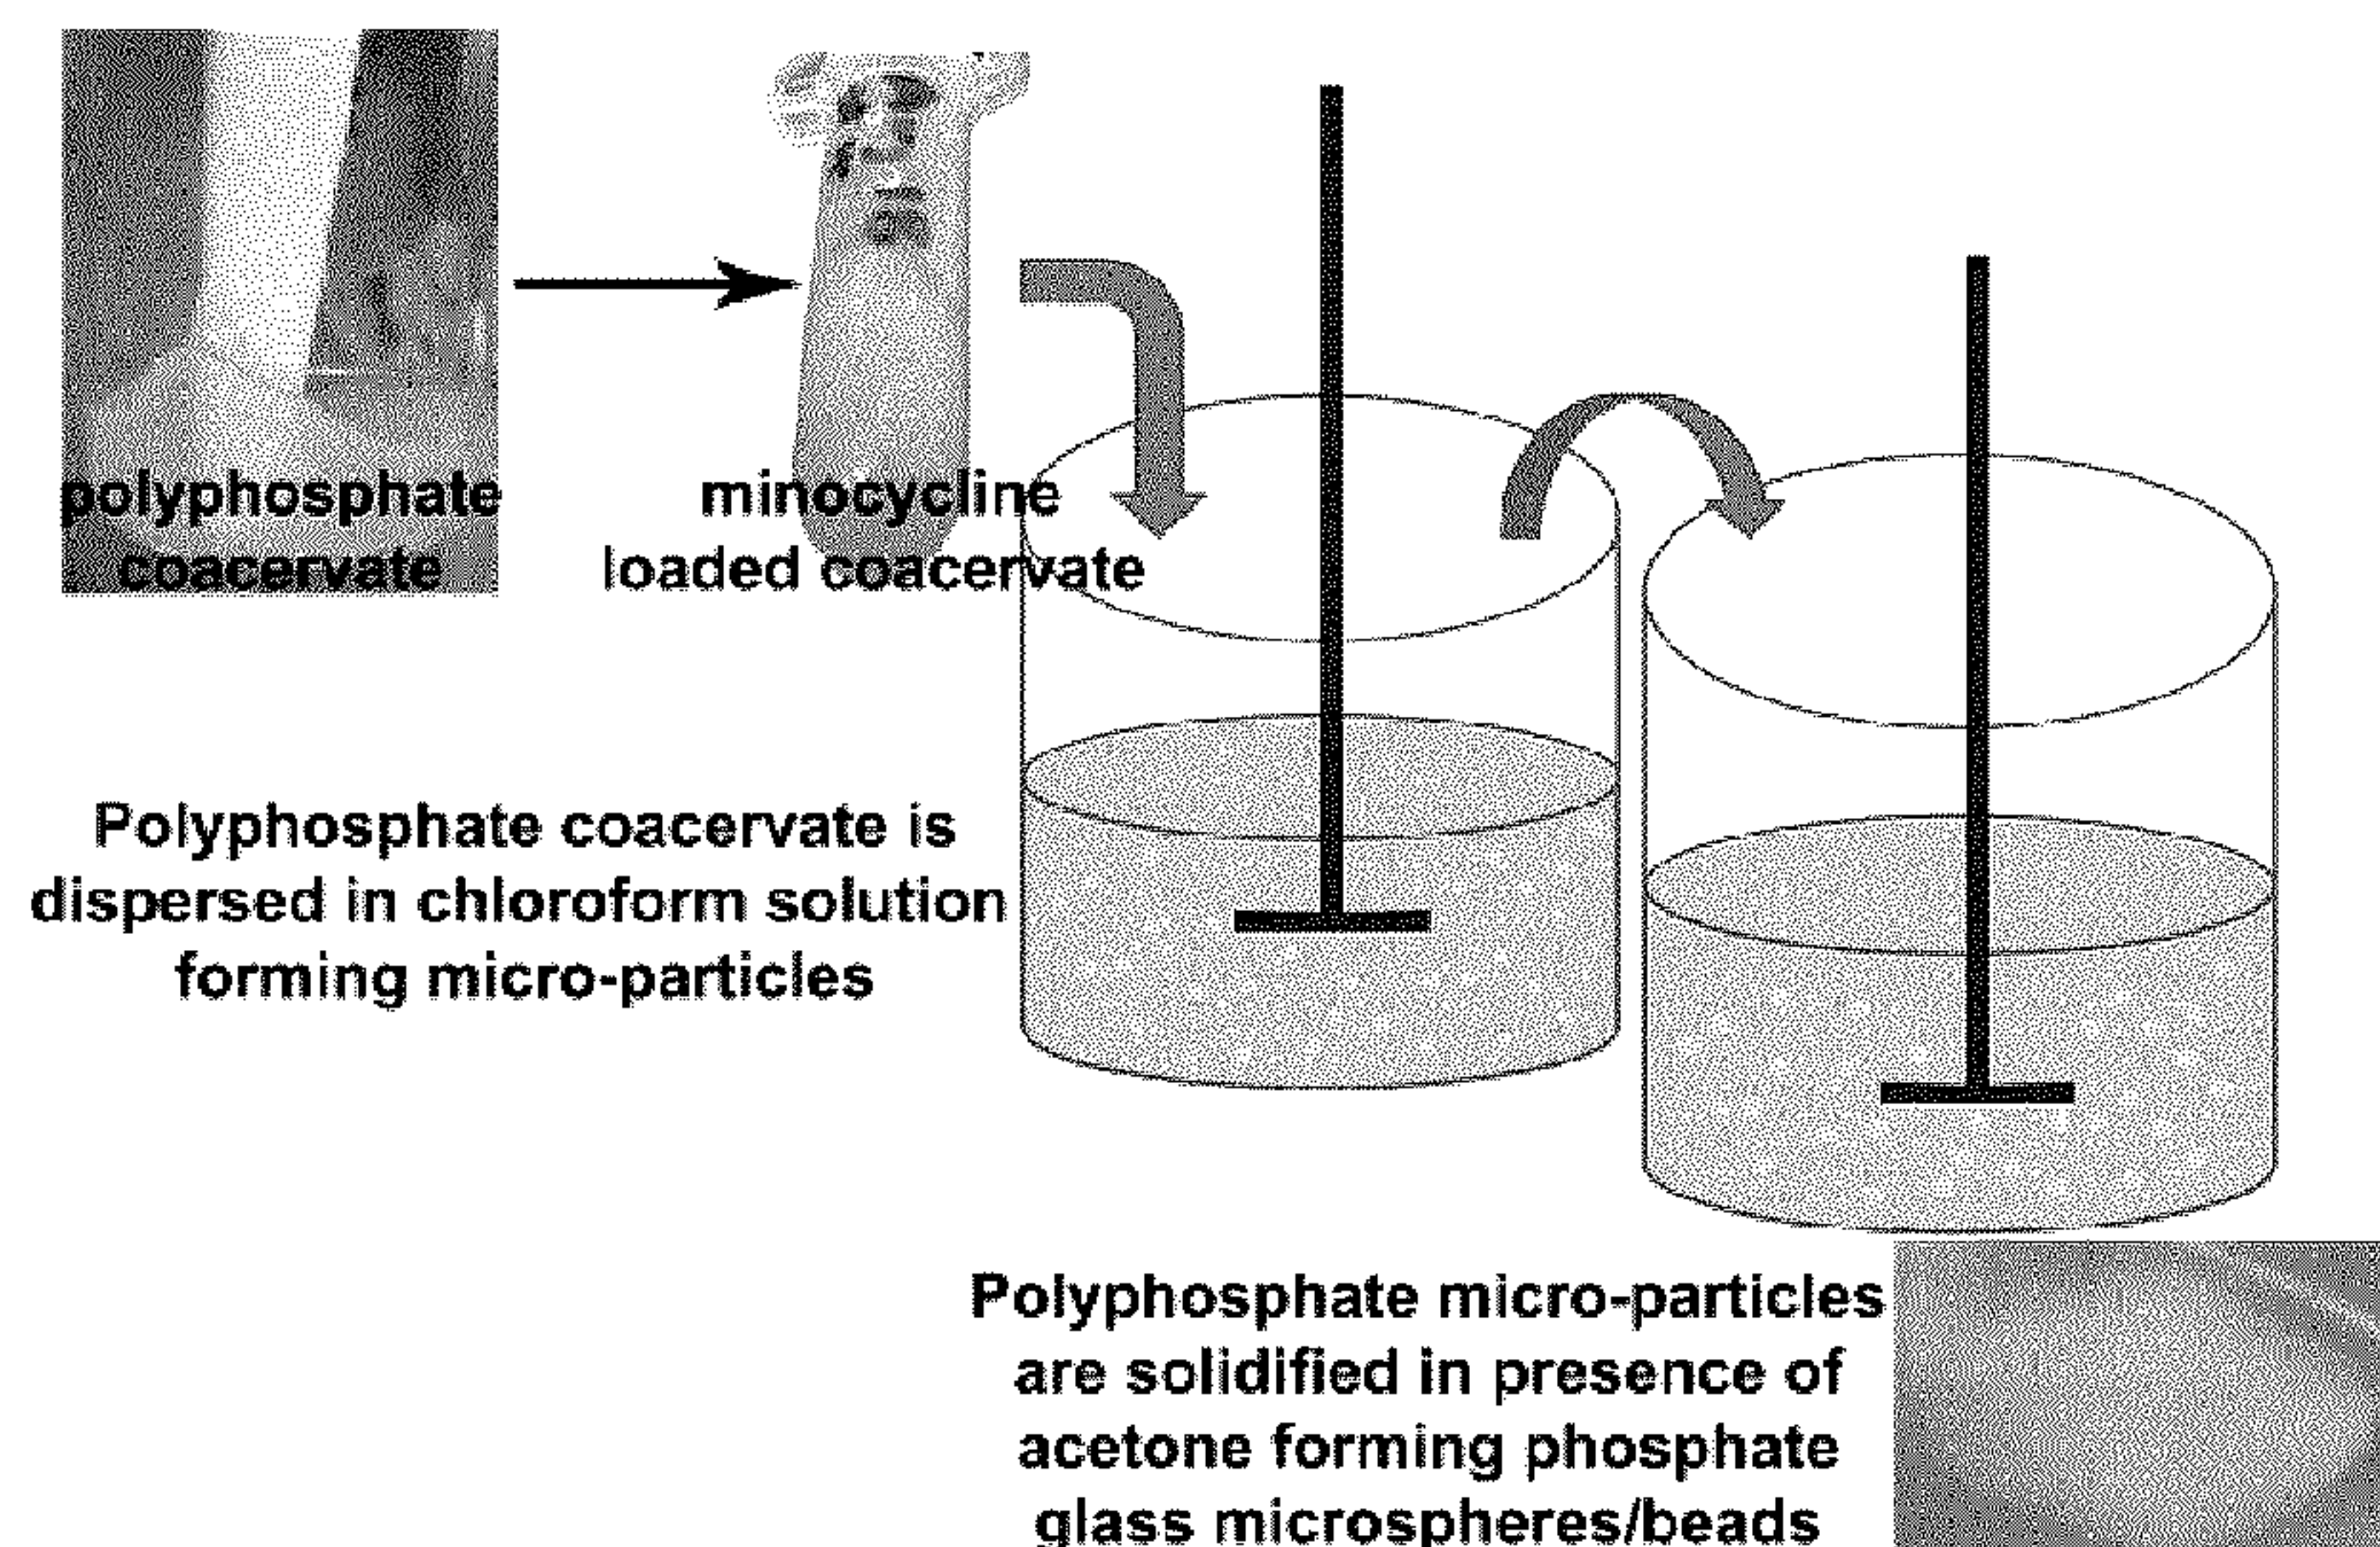 polyphosphate
coacervate
minocycline
loaded coacervate
Polyphosphate coacervate is
dispersed in chloroform solution
forming micro-particles
Polyphosphate micro-particles
are solidified in presence of
acetone forming phosphate
glass microspheres/beads